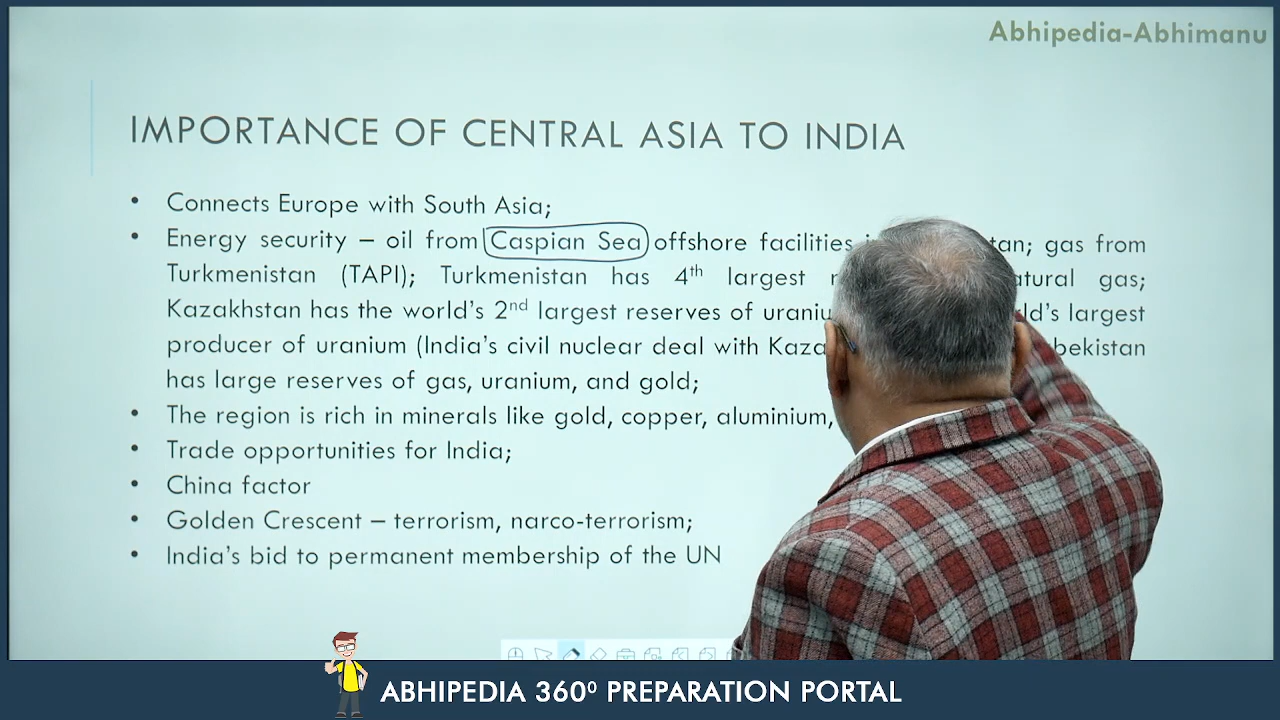 Abhipedia-Abhimanu
IMPORTANCE OF CENTRAL ASIA TO INDIA
• Connects Europe with South Asia;
• Energy security – oil from Caspian Sea offshore facilities gas from
Turkmenistan (TAPI); Turkmenistan has 4th largest gas;
Kazakhstan has the world's 2nd largest reserves of largest
producer of uranium (India's civil nuclear deal with
has large reserves of gas, uranium, and gold;
• The region is rich in minerals like gold, copper, aluminium,
• Trade opportunities for India;
• China factor
• Golden Crescent – terrorism, narco-terrorism;
• India's bid to permanent membership of the UN
ABHIPEDIA 360⁰ PREPARATION PORTAL